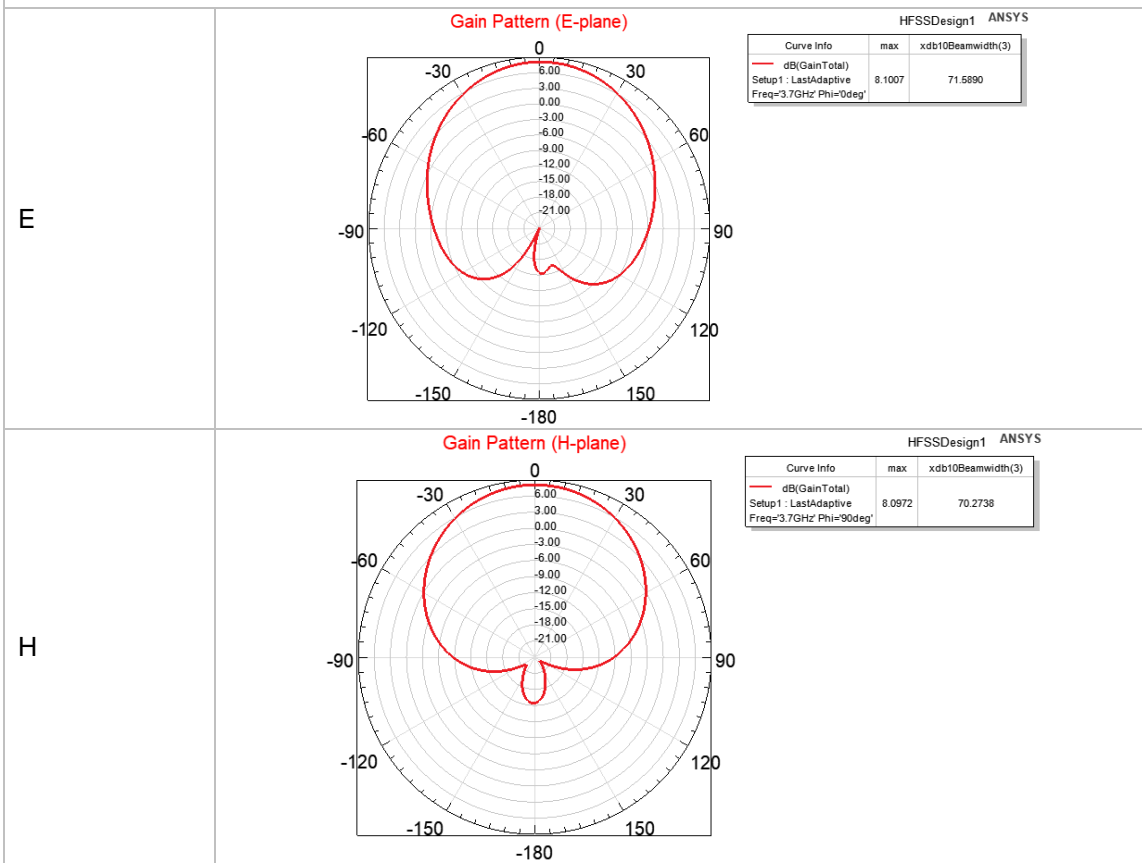 E
Gain Pattern (E-plane)
HFSSDesign1 ANSYS
Curve Info max xdb10Beamwidth(3)
dB(GainTotal)
Setup1 : LastAdaptive 8.1007 71.5890
Freq='3.7GHz' Phi='0deg'
0
-30 30
-60 60
-90 90
-120 120
-150 150
-180
6.00
3.00
0.00
-3.00
-6.00
-9.00
-12.00
-15.00
-18.00
-21.00
H
Gain Pattern (H-plane)
HFSSDesign1 ANSYS
Curve Info max xdb10Beamwidth(3)
dB(GainTotal)
Setup1 : LastAdaptive 8.0972 70.2738
Freq='3.7GHz' Phi='90deg'
0
-30 30
-60 60
-90 90
-120 120
-150 150
-180
6.00
3.00
0.00
-3.00
-6.00
-9.00
-12.00
-15.00
-18.00
-21.00